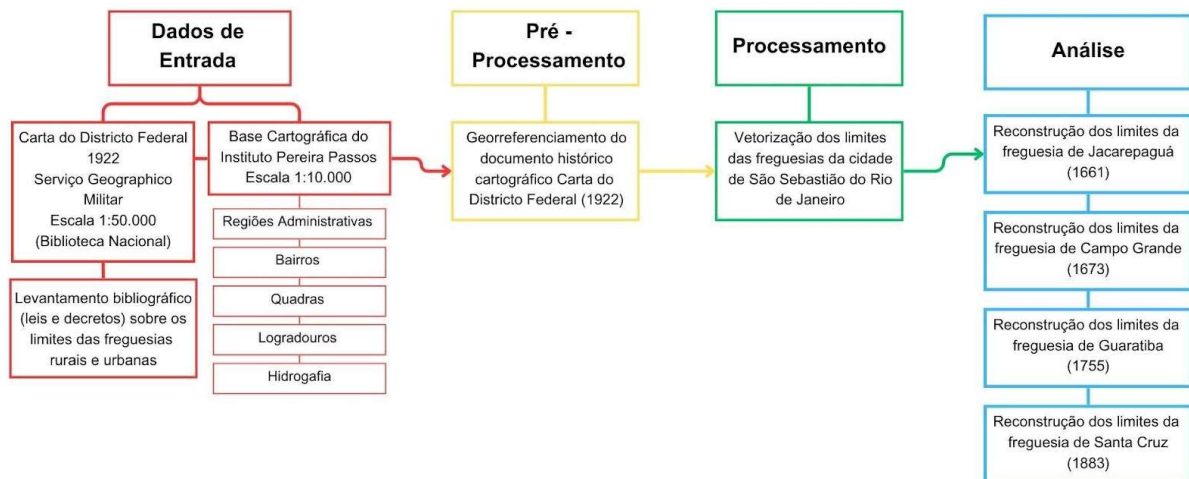 Dados de
Entrada
Carta do Districto Federal
1922
Serviço Geographico
Militar
Escala 1:50.000
(Biblioteca Nacional)
Levantamento bibliográfico
(leis e decretos) sobre os
limites das freguesias
rurais e urbanas
Base Cartográfica do
Instituto Pereira Passos
Escala 1:10.000
Regiões Administrativas
Bairros
Quadras
Logradouros
Hidrogafia
Pré -
Processamento
Georreferenciamento do
documento histórico
cartográfico Carta do
Districto Federal (1922)
Processamento
Vetorização dos limites
das freguesias da cidade
de São Sebastião do Rio
de Janeiro
Análise
Reconstrução dos limites da
freguesia de Jacarepaguá
(1661)
Reconstrução dos limites da
freguesia de Campo Grande
(1673)
Reconstrução dos limites da
freguesia de Guaratiba
(1755)
Reconstrução dos limites da
freguesia de Santa Cruz
(1883)